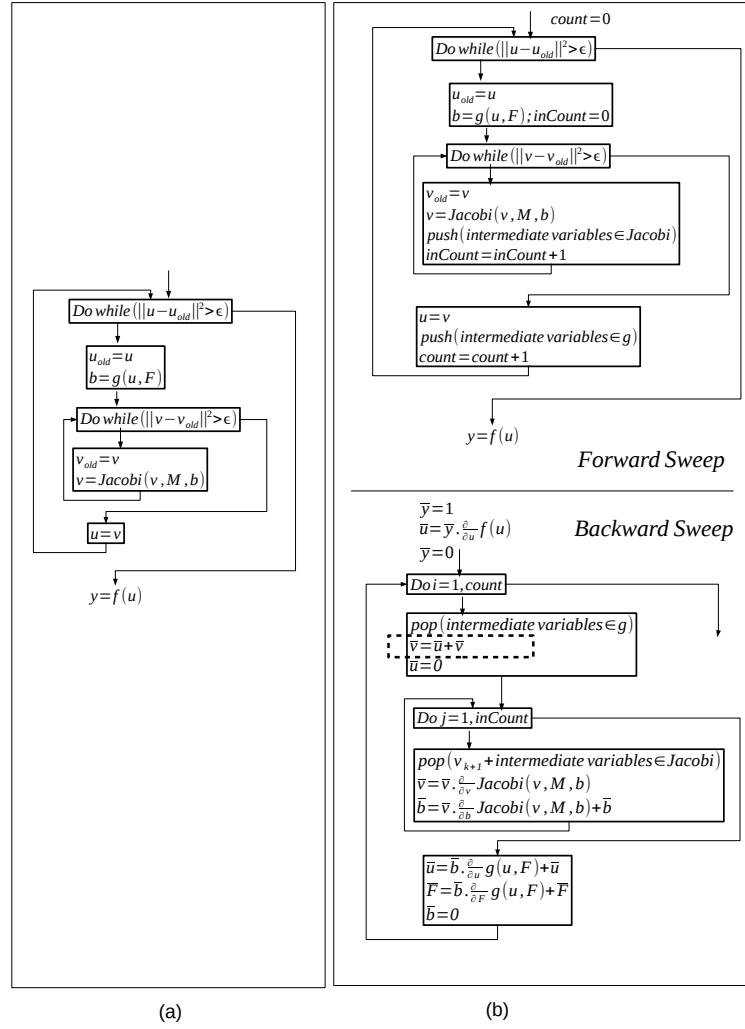 Do while(||u−u_old||²>ϵ)
u_old=u
b=g(u,F)
Do while(||v−v_old||²>ϵ)
v_old=v
v=Jacobi(v,M,b)
u=v
y=f(u)
(a)
count=0
Do while(||u−u_old||²>ϵ)
u_old=u
b=g(u,F);inCount=0
Do while(||v−v_old||²>ϵ)
v_old=v
v=Jacobi(v,M,b)
push(intermediate variables∈Jacobi)
inCount=inCount+1
u=v
push(intermediate variables∈g)
count=count+1
y=f(u)
Forward Sweep
y̅=1
u̅=y̅.∂/∂u f(u)
y̅=0
Backward Sweep
Do i=1,count
pop(intermediate variables∈g)
v̅=u̅+v̅
u̅=0
Do j=1,inCount
pop(v_{k+1}+intermediate variables∈Jacobi)
v̅=v̅.∂/∂v Jacobi(v,M,b)
b̅=v̅.∂/∂b Jacobi(v,M,b)+b̅
u̅=b̅.∂/∂u g(u,F)+u̅
F̅=b̅.∂/∂F g(u,F)+F̅
b̅=0
(b)